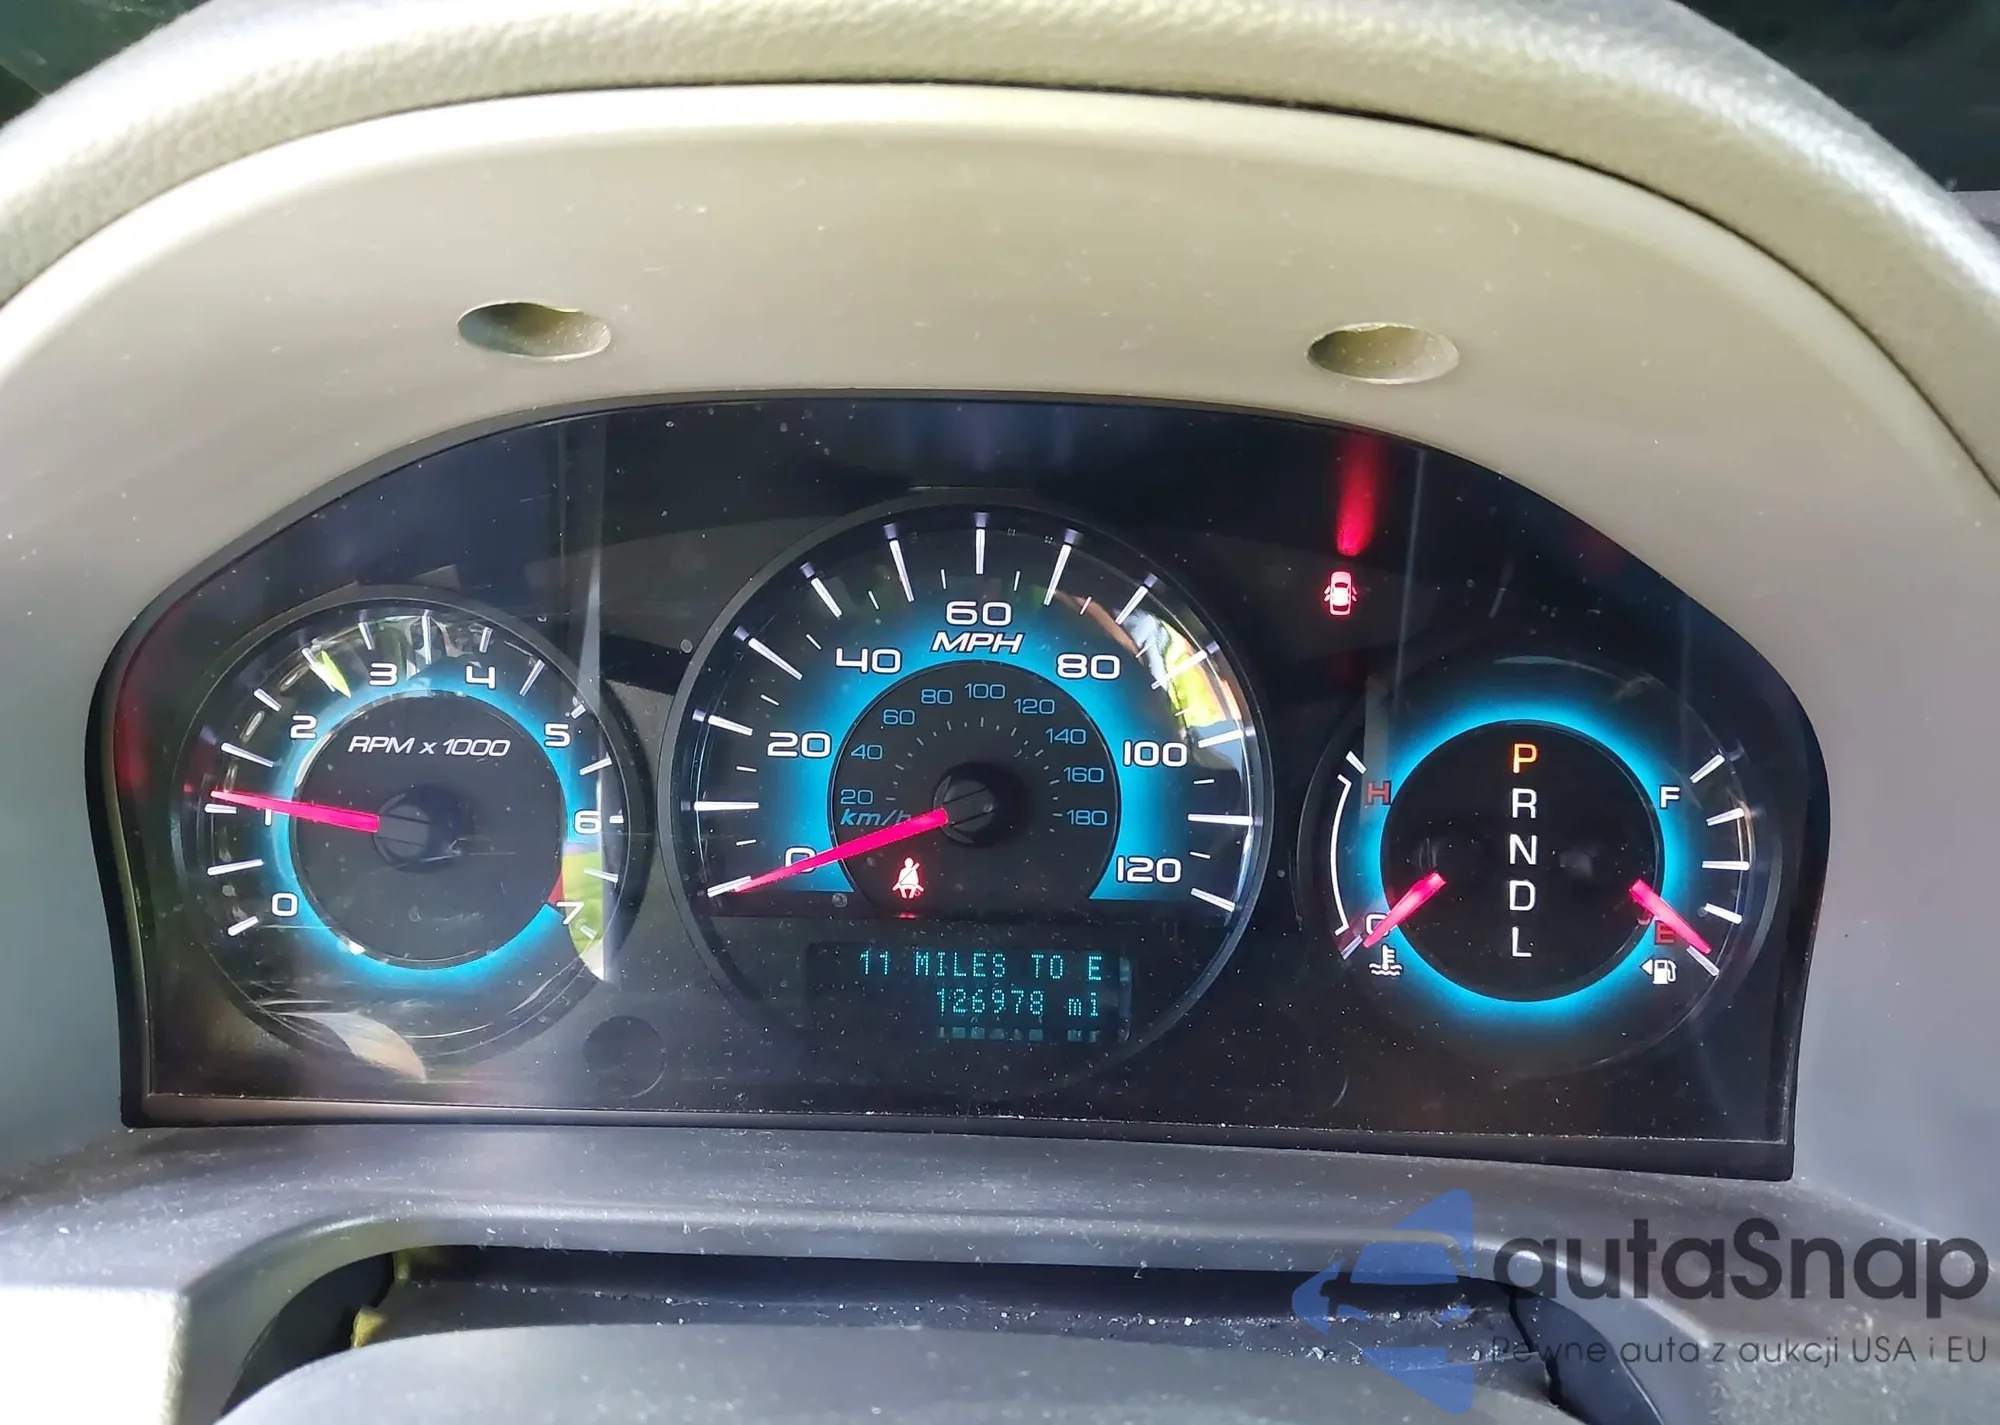 0
1
2
3
4
5
6
7
RPM x 1000
0
20
40
60
80
100
120
MPH
20
40
60
80
100
120
140
160
180
km/h
11 MILES TO E
126978 mi
H
C
P
R
N
D
L
F
E
autaSnap
Pewne auta z aukcji USA i EU